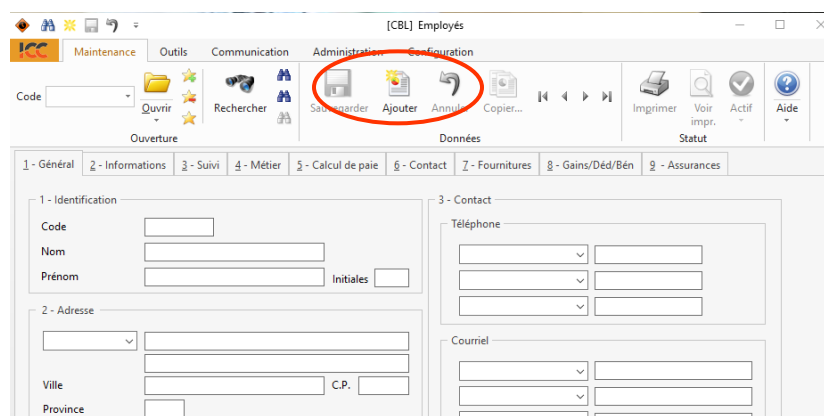 [CBL] Employés
ICC Maintenance Outils Communication Administration Configuration
Code Ouvrir Rechercher Sauvegarder Ajouter Annuler Copier... Imprimer Voir impr. Actif Aide
Ouverture Données Statut
1 - Général 2 - Informations 3 - Suivi 4 - Métier 5 - Calcul de paie 6 - Contact 7 - Fournitures 8 - Gains/Déd/Bén 9 - Assurances
1 - Identification
Code
Nom
Prénom Initiales
2 - Adresse
Ville C.P.
Province
3 - Contact
Téléphone
Courriel